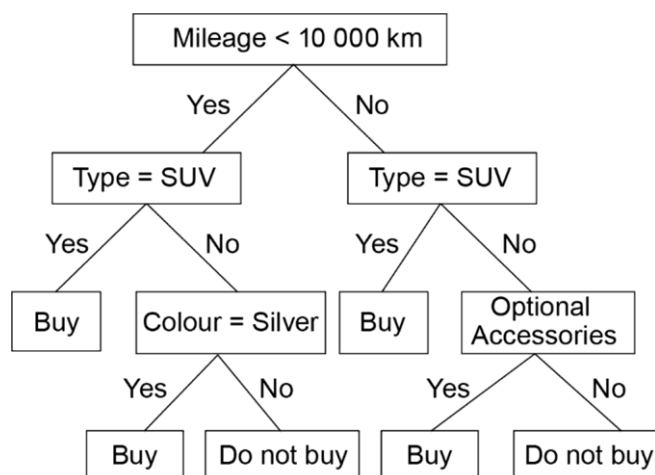 Mileage < 10 000 km
Yes
No
Type = SUV
Type = SUV
Yes
No
Yes
No
Buy
Colour = Silver
Buy
Optional
Accessories
Yes
No
Yes
No
Buy
Do not buy
Buy
Do not buy